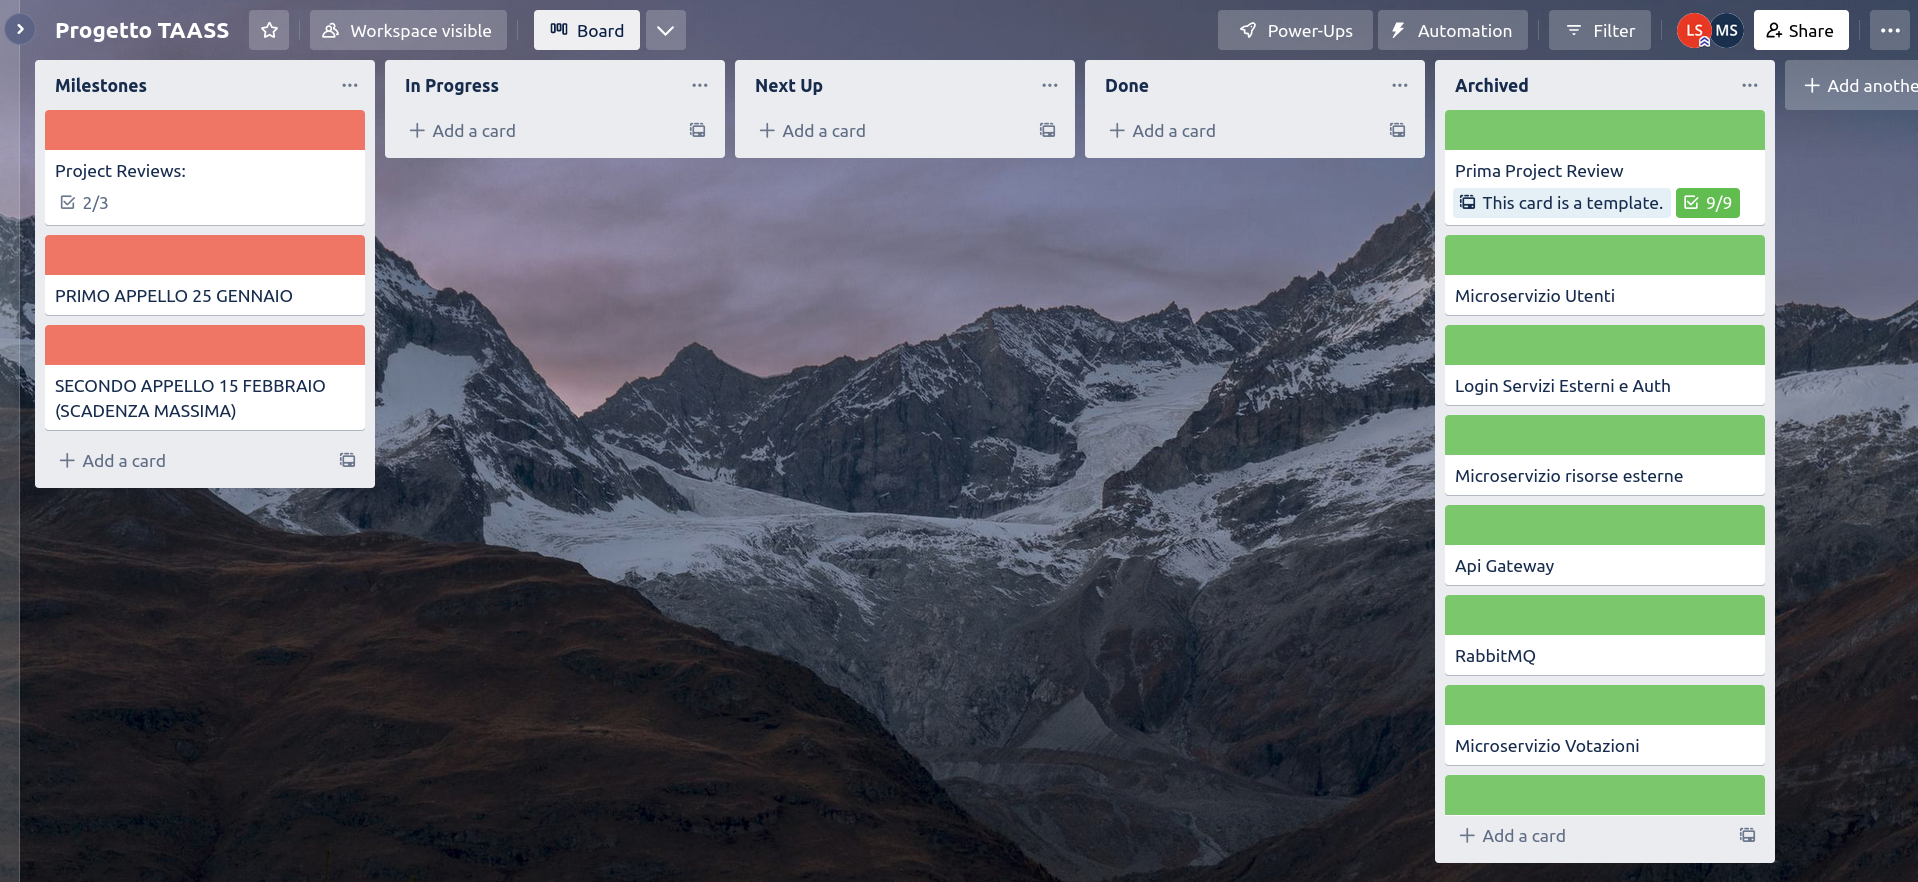 Progetto TAASS
Workspace visible
Board
Power-Ups
Automation
Filter
LS
MS
Share
Milestones
Project Reviews:
2/3
PRIMO APPELLO 25 GENNAIO
SECONDO APPELLO 15 FEBBRAIO
(SCADENZA MASSIMA)
Add a card
In Progress
Add a card
Next Up
Add a card
Done
Add a card
Archived
Prima Project Review
This card is a template. 9/9
Microservizio Utenti
Login Servizi Esterni e Auth
Microservizio risorse esterne
Api Gateway
RabbitMQ
Microservizio Votazioni
Add a card
Add anothe